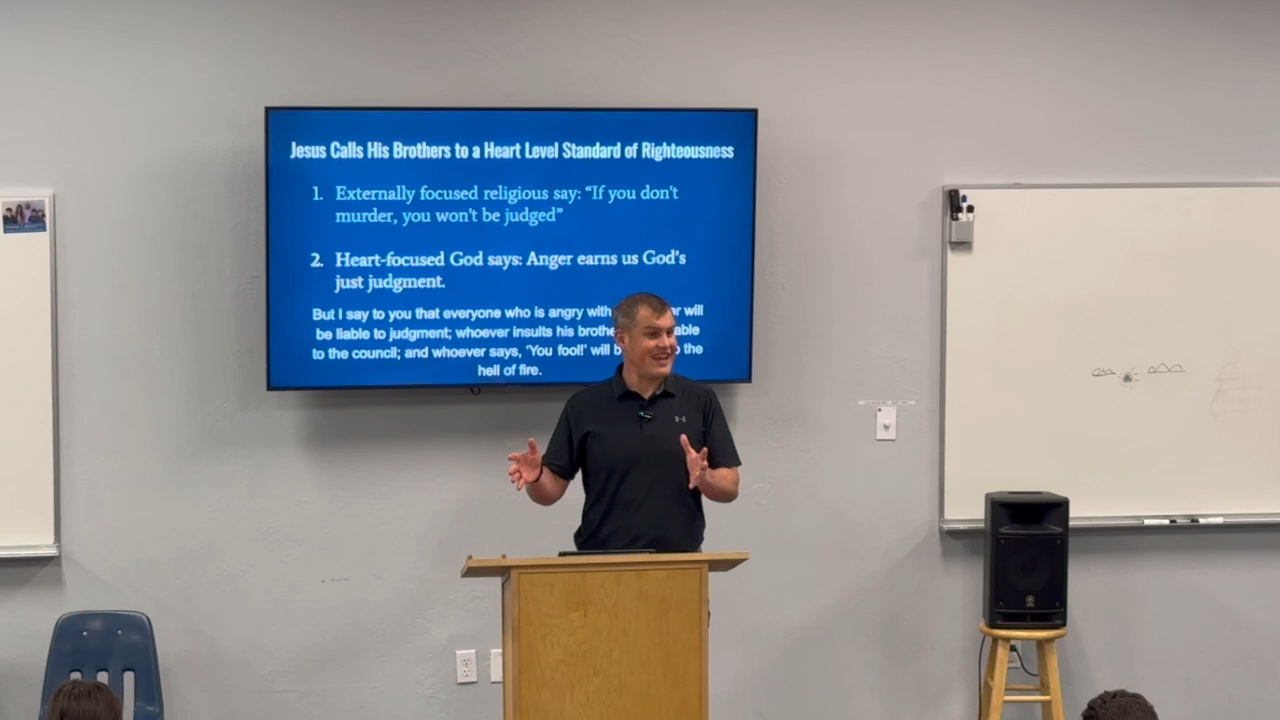 Jesus Calls His Brothers to a Heart Level Standard of Righteousness
1. Externally focused religious say: “If you don't
murder, you won't be judged”
2. Heart-focused God says: Anger earns us God's
just judgment.
But I say to you that everyone who is angry with will
be liable to judgment; whoever insults his
to the council; and whoever says, ‘You fool!’ will the
hell of fire.